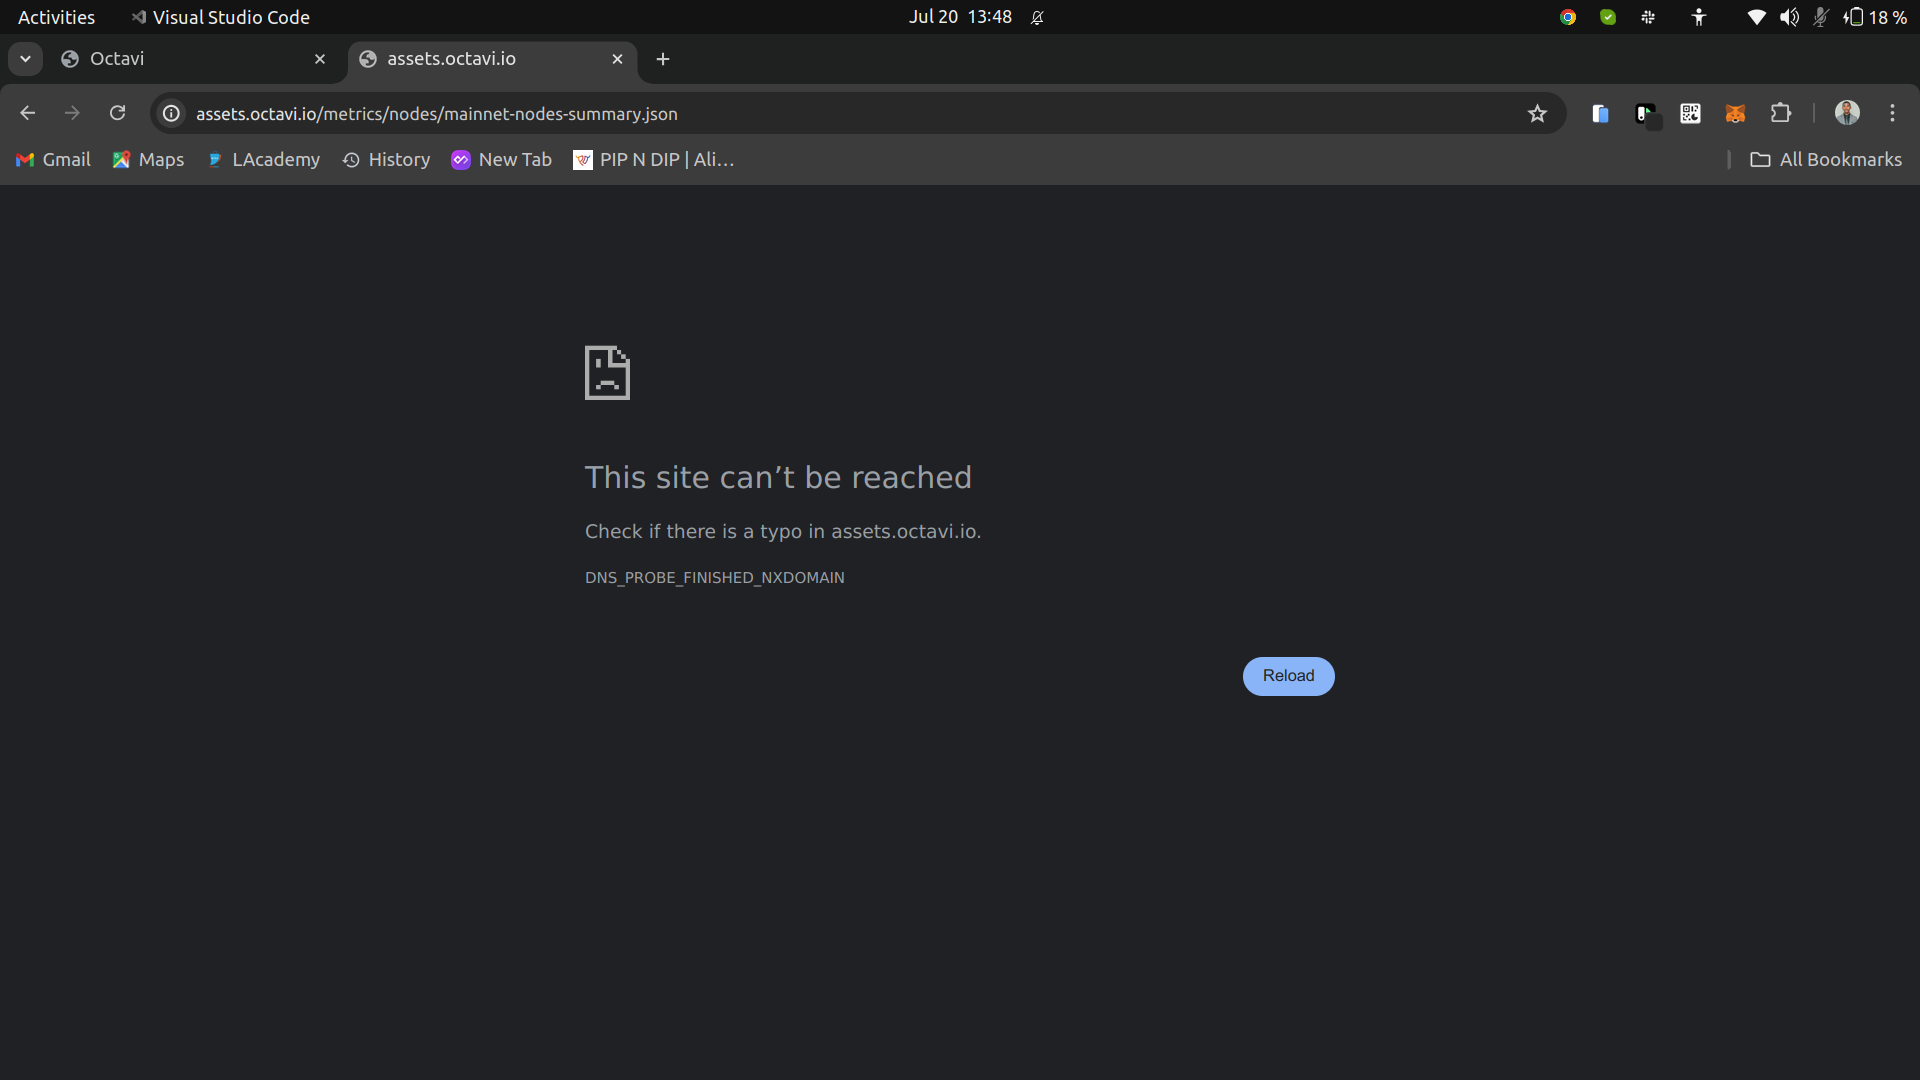 Activities Visual Studio Code Jul 20 13:48 18 %
Octavi assets.octavi.io
assets.octavi.io/metrics/nodes/mainnet-nodes-summary.json
Gmail Maps LAcademy History New Tab PIP N DIP | Ali... All Bookmarks
This site can’t be reached
Check if there is a typo in assets.octavi.io.
DNS_PROBE_FINISHED_NXDOMAIN
Reload